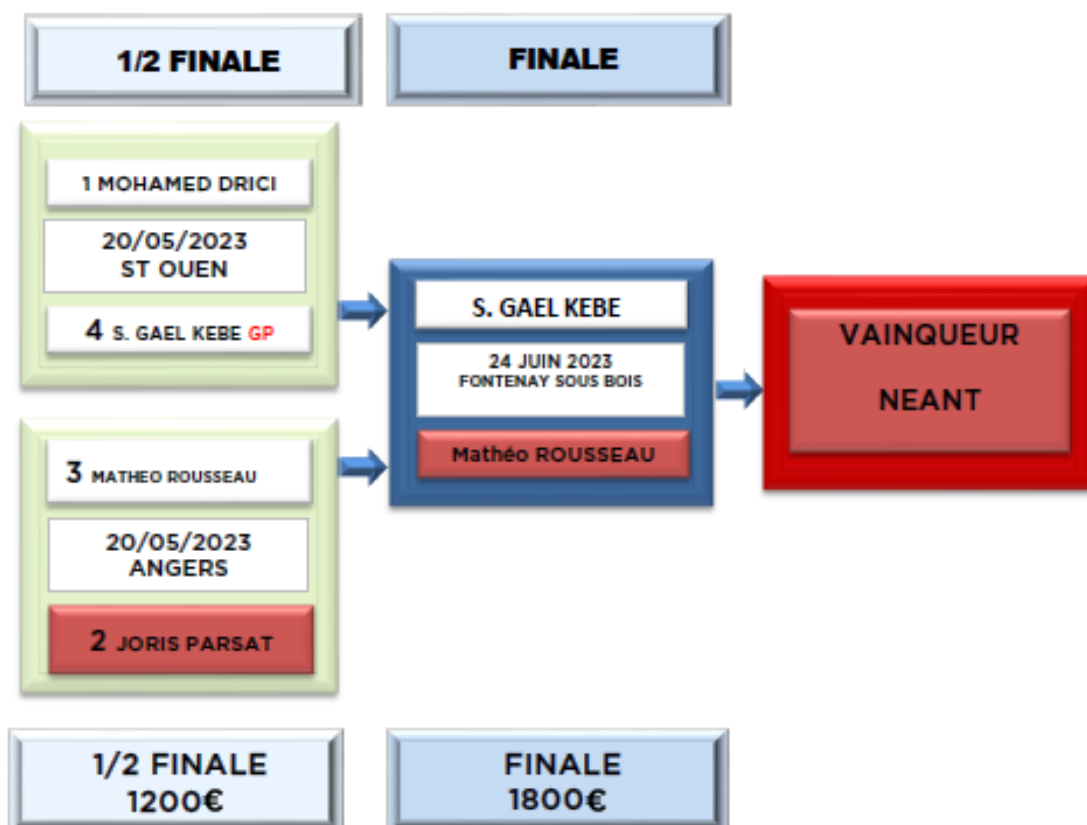 1/2 FINALE
FINALE
1 MOHAMED DRICI
20/05/2023
ST OUEN
4 S. GAEL KEBE GP
3 MATHEO ROUSSEAU
20/05/2023
ANGERS
2 JORIS PARSAT
S. GAEL KEBE
24 JUIN 2023
FONTENAY SOUS BOIS
Mathéo ROUSSEAU
VAINQUEUR
NEANT
1/2 FINALE
1200€
FINALE
1800€